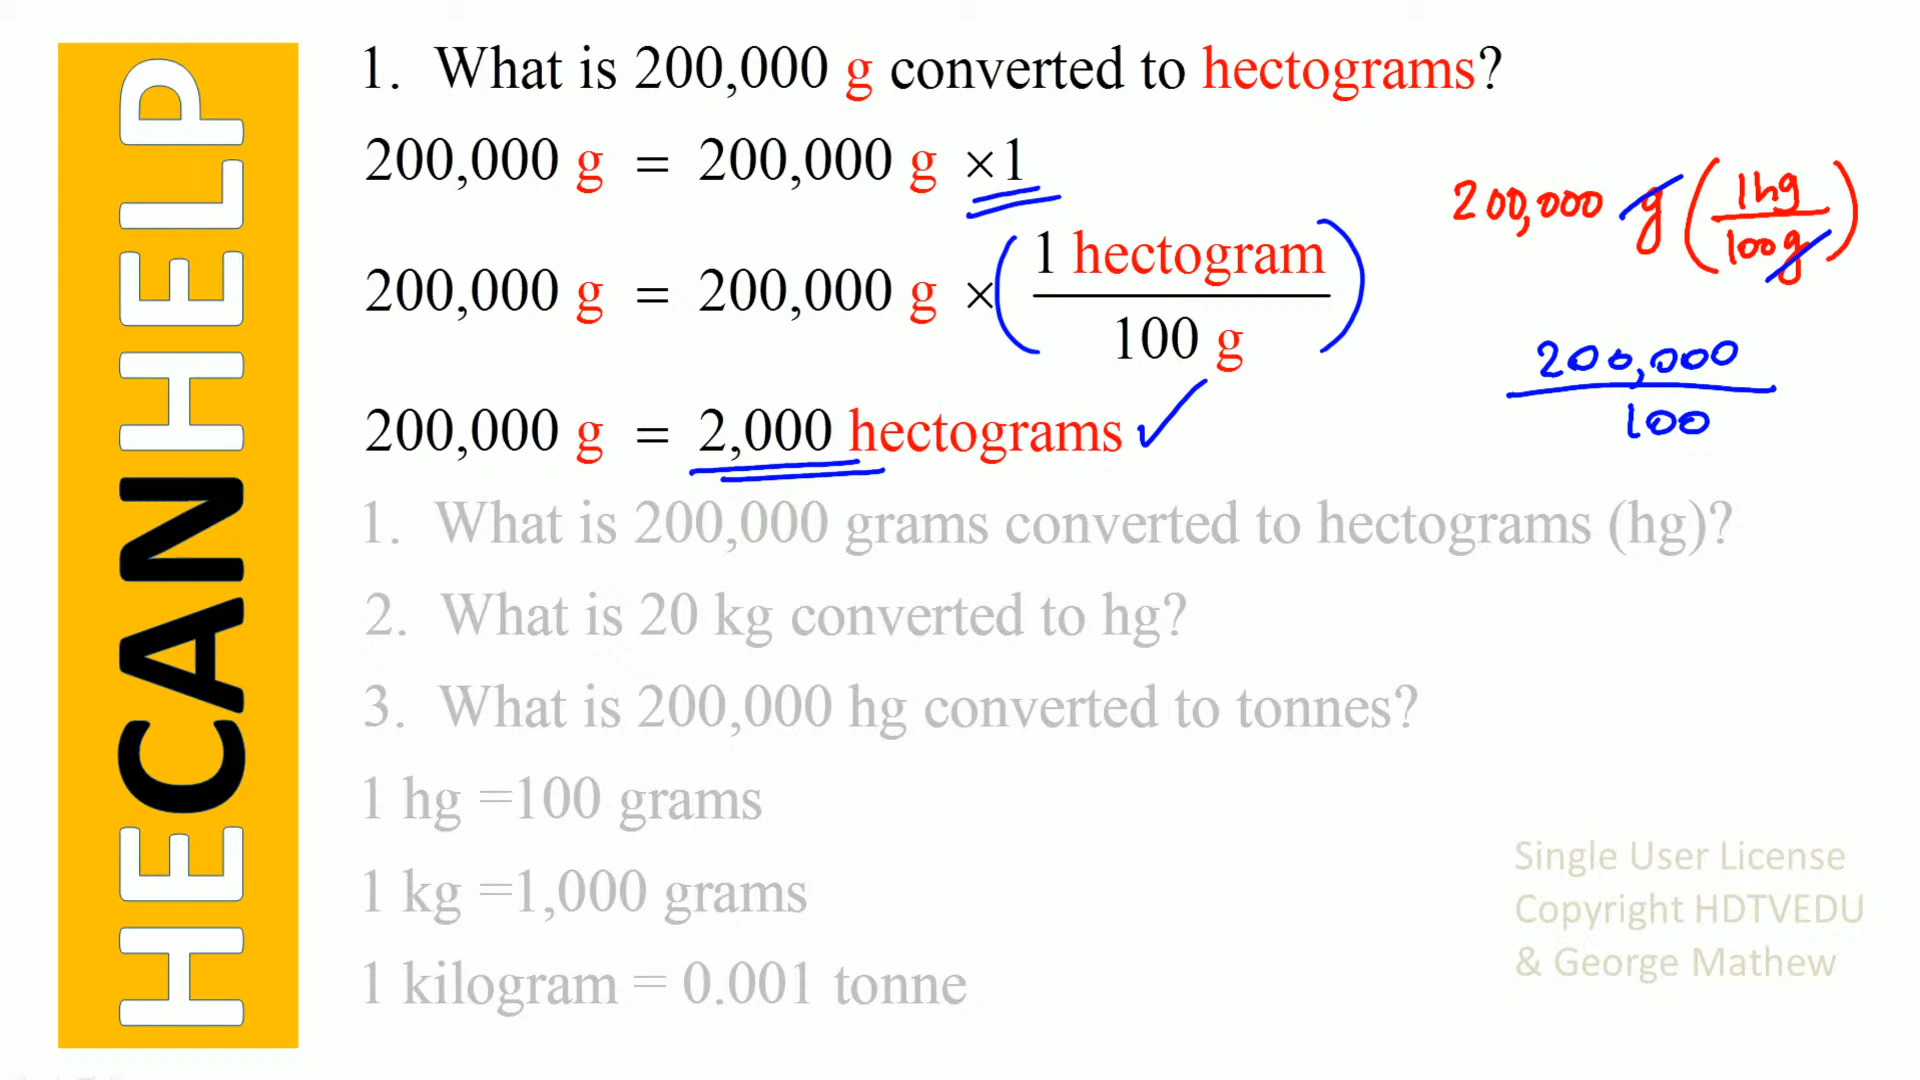 HECANHELP
1. What is 200,000 g converted to hectograms?
200,000 g = 200,000 g ×1
200,000 g = 200,000 g × ( 1 hectogram / 100 g )
200,000 g = 2,000 hectograms ✓
200,000 g ( 1hg / 100g )
200,000
100
1. What is 200,000 grams converted to hectograms (hg)?
2. What is 20 kg converted to hg?
3. What is 200,000 hg converted to tonnes?
1 hg =100 grams
1 kg =1,000 grams
1 kilogram = 0.001 tonne
Single User License
Copyright HDTVEDU
& George Mathew